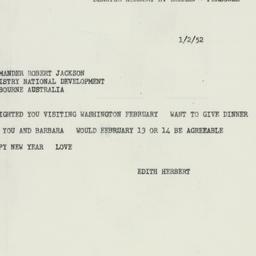 1/2/52
MANDER ROBERT JACKSON
ISTRY NATIONAL DEVELOPMENT
BOURNE AUSTRALIA
IGHTED YOU VISITING WASHINGTON FEBRUARY WANT TO GIVE DINNER
YOU AND BARBARA WOULD FEBRUARY 13 OR 14 BE AGREEABLE
PY NEW YEAR LOVE
EDITH HERBERT